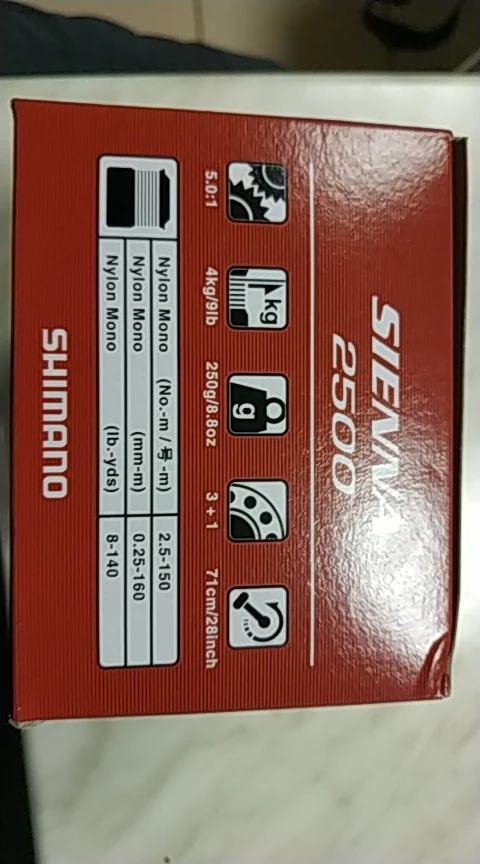 SIENNA
2500
5.0:1
4kg/9lb
250g/8.8oz
3 + 1
71cm/28inch
kg
g
Nylon Mono (No.-m / 号-m) 2.5-150
Nylon Mono (mm-m) 0.25-160
Nylon Mono (lb.-yds) 8-140
SHIMANO